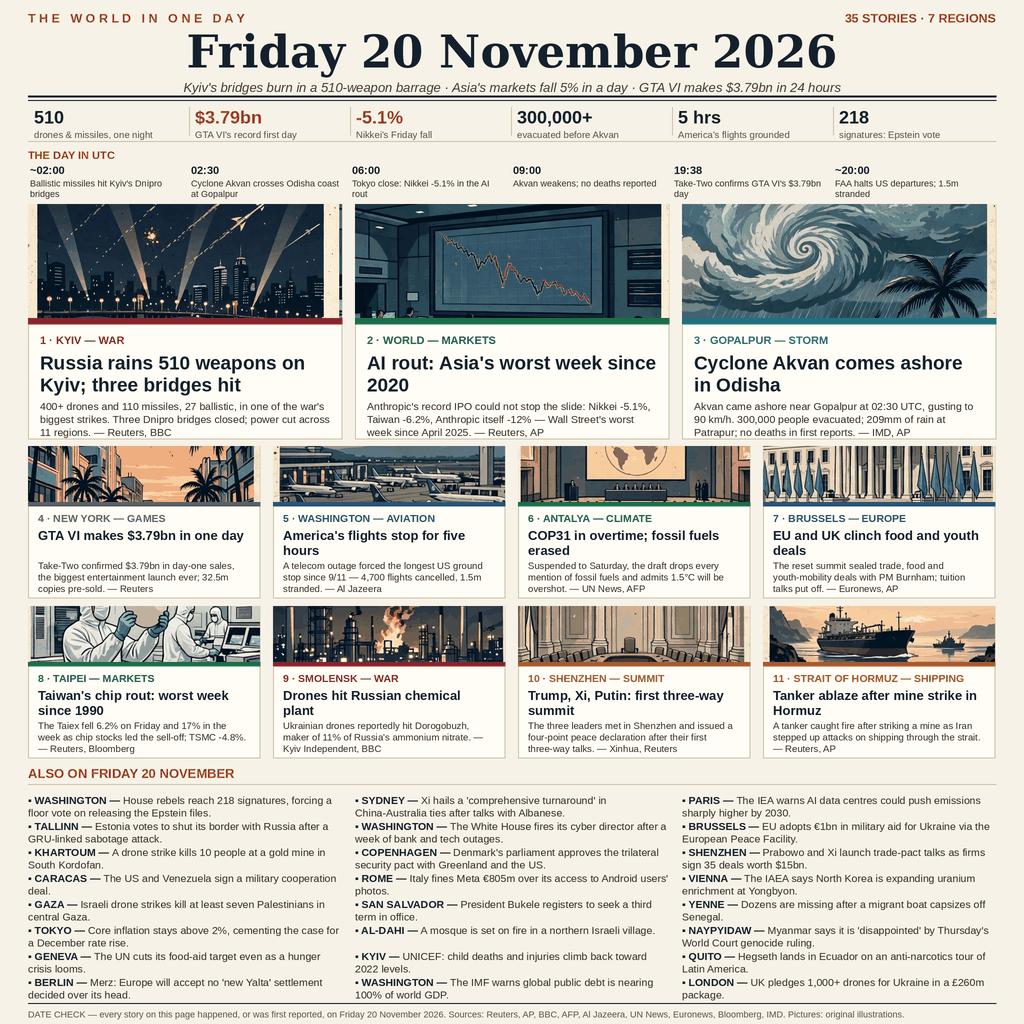 THE WORLD IN ONE DAY
35 STORIES · 7 REGIONS
Friday 20 November 2026
Kyiv's bridges burn in a 510-weapon barrage · Asia's markets fall 5% in a day · GTA VI makes $3.79bn in 24 hours
510
drones & missiles, one night
$3.79bn
GTA VI's record first day
-5.1%
Nikkei's Friday fall
300,000+
evacuated before Akvan
5 hrs
America's flights grounded
218
signatures: Epstein vote
THE DAY IN UTC
~02:00
Ballistic missiles hit Kyiv's Dnipro
bridges
02:30
Cyclone Akvan crosses Odisha coast
at Gopalpur
06:00
Tokyo close: Nikkei -5.1% in the AI
rout
09:00
Akvan weakens; no deaths reported
19:38
Take-Two confirms GTA VI's $3.79bn
day
~20:00
FAA halts US departures; 1.5m
stranded
1 · KYIV — WAR
Russia rains 510 weapons on
Kyiv; three bridges hit
400+ drones and 110 missiles, 27 ballistic, in one of the war's
biggest strikes. Three Dnipro bridges closed; power cut across
11 regions. — Reuters, BBC
2 · WORLD — MARKETS
AI rout: Asia's worst week since
2020
Anthropic's record IPO could not stop the slide: Nikkei -5.1%,
Taiwan -6.2%, Anthropic itself -12% — Wall Street's worst
week since April 2025. — Reuters, AP
3 · GOPALPUR — STORM
Cyclone Akvan comes ashore
in Odisha
Akvan came ashore near Gopalpur at 02:30 UTC, gusting to
90 km/h. 300,000 people evacuated; 209mm of rain at
Patrapur; no deaths in first reports. — IMD, AP
4 · NEW YORK — GAMES
GTA VI makes $3.79bn in one day
Take-Two confirmed $3.79bn in day-one sales,
the biggest entertainment launch ever; 32.5m
copies pre-sold. — Reuters
5 · WASHINGTON — AVIATION
America's flights stop for five
hours
A telecom outage forced the longest US ground
stop since 9/11 — 4,700 flights cancelled, 1.5m
stranded. — Al Jazeera
6 · ANTALYA — CLIMATE
COP31 in overtime; fossil fuels
erased
Suspended to Saturday, the draft drops every
mention of fossil fuels and admits 1.5°C will be
overshot. — UN News, AFP
7 · BRUSSELS — EUROPE
EU and UK clinch food and youth
deals
The reset summit sealed trade, food and
youth-mobility deals with PM Burnham; tuition
talks put off. — Euronews, AP
8 · TAIPEI — MARKETS
Taiwan's chip rout: worst week
since 1990
The Taiex fell 6.2% on Friday and 17% in the
week as chip stocks led the sell-off; TSMC -4.8%.
— Reuters, Bloomberg
9 · SMOLENSK — WAR
Drones hit Russian chemical
plant
Ukrainian drones reportedly hit Dorogobuzh,
maker of 11% of Russia's ammonium nitrate. —
Kyiv Independent, BBC
10 · SHENZHEN — SUMMIT
Trump, Xi, Putin: first three-way
summit
The three leaders met in Shenzhen and issued a
four-point peace declaration after their first
three-way talks. — Xinhua, Reuters
11 · STRAIT OF HORMUZ — SHIPPING
Tanker ablaze after mine strike in
Hormuz
A tanker caught fire after striking a mine as Iran
stepped up attacks on shipping through the strait.
— Reuters, AP
ALSO ON FRIDAY 20 NOVEMBER
▪ WASHINGTON — House rebels reach 218 signatures, forcing a
floor vote on releasing the Epstein files.
▪ TALLINN — Estonia votes to shut its border with Russia after a
GRU-linked sabotage attack.
▪ KHARTOUM — A drone strike kills 10 people at a gold mine in
South Kordofan.
▪ CARACAS — The US and Venezuela sign a military cooperation
deal.
▪ GAZA — Israeli drone strikes kill at least seven Palestinians in
central Gaza.
▪ TOKYO — Core inflation stays above 2%, cementing the case for
a December rate rise.
▪ GENEVA — The UN cuts its food-aid target even as a hunger
crisis looms.
▪ BERLIN — Merz: Europe will accept no 'new Yalta' settlement
decided over its head.
▪ SYDNEY — Xi hails a 'comprehensive turnaround' in
China-Australia ties after talks with Albanese.
▪ WASHINGTON — The White House fires its cyber director after a
week of bank and tech outages.
▪ COPENHAGEN — Denmark's parliament approves the trilateral
security pact with Greenland and the US.
▪ ROME — Italy fines Meta €805m over its access to Android users'
photos.
▪ SAN SALVADOR — President Bukele registers to seek a third
term in office.
▪ AL-DAHI — A mosque is set on fire in a northern Israeli village.
▪ KYIV — UNICEF: child deaths and injuries climb back toward
2022 levels.
▪ WASHINGTON — The IMF warns global public debt is nearing
100% of world GDP.
▪ PARIS — The IEA warns AI data centres could push emissions
sharply higher by 2030.
▪ BRUSSELS — EU adopts €1bn in military aid for Ukraine via the
European Peace Facility.
▪ SHENZHEN — Prabowo and Xi launch trade-pact talks as firms
sign 35 deals worth $15bn.
▪ VIENNA — The IAEA says North Korea is expanding uranium
enrichment at Yongbyon.
▪ YENNE — Dozens are missing after a migrant boat capsizes off
Senegal.
▪ NAYPYIDAW — Myanmar says it is 'disappointed' by Thursday's
World Court genocide ruling.
▪ QUITO — Hegseth lands in Ecuador on an anti-narcotics tour of
Latin America.
▪ LONDON — UK pledges 1,000+ drones for Ukraine in a £260m
package.
DATE CHECK — every story on this page happened, or was first reported, on Friday 20 November 2026. Sources: Reuters, AP, BBC, AFP, Al Jazeera, UN News, Euronews, Bloomberg, IMD. Pictures: original illustrations.